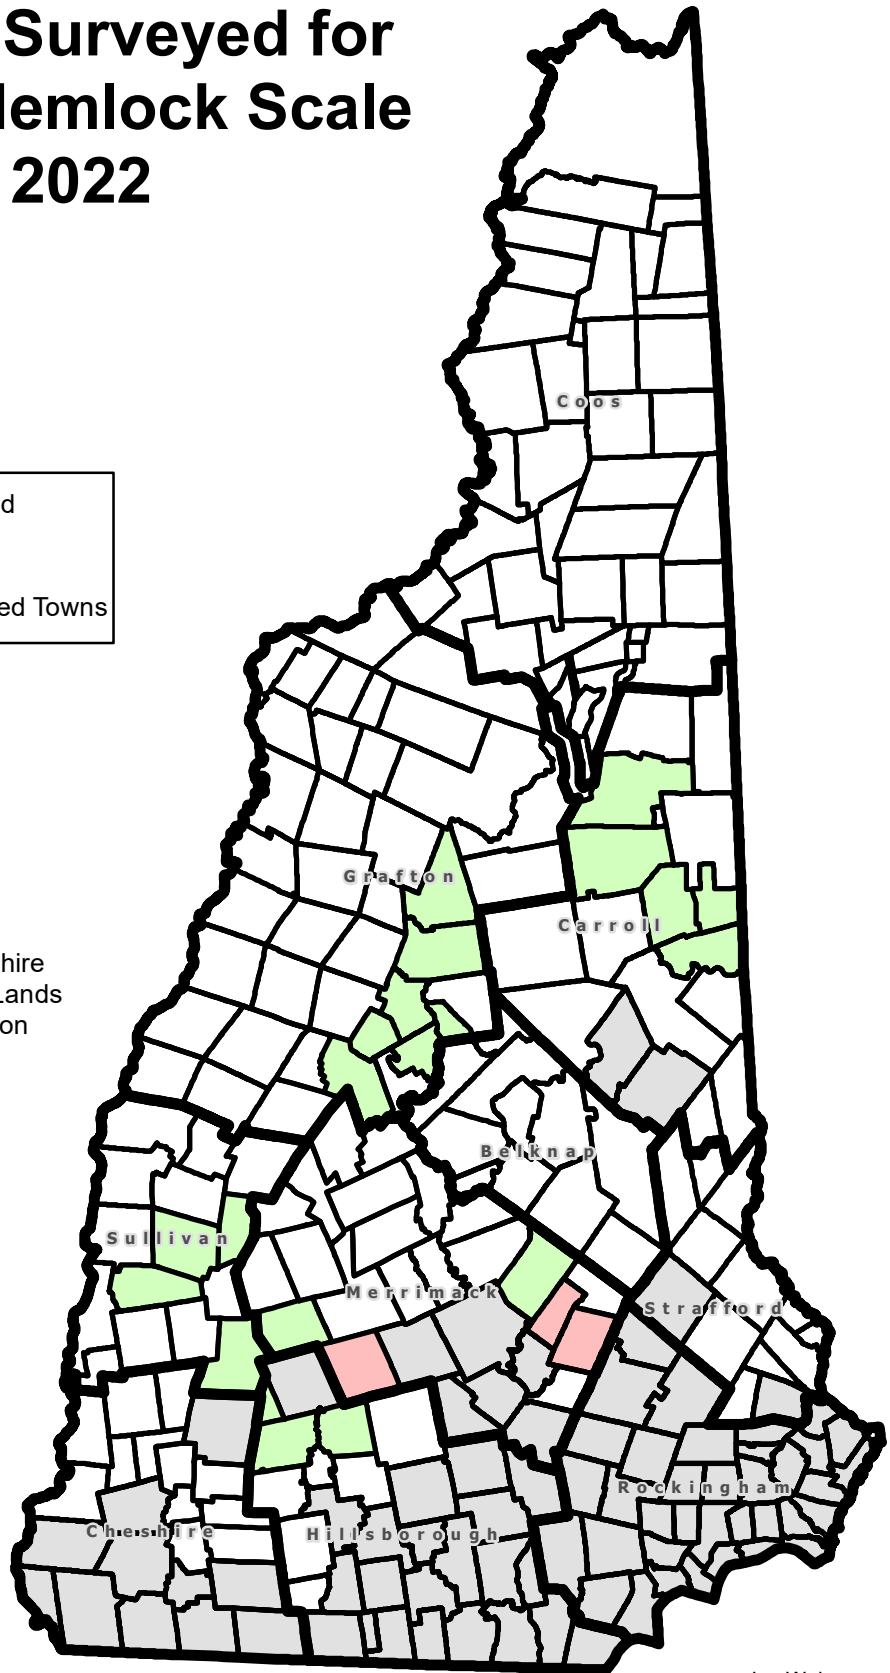 Surveyed for
emlock Scale
2022
Coos
d
ed Towns
Grafton
Carroll
hire
Lands
on
Belknap
Sullivan
Merrimack
Strafford
Rockingham
Cheshire
Hillsborough